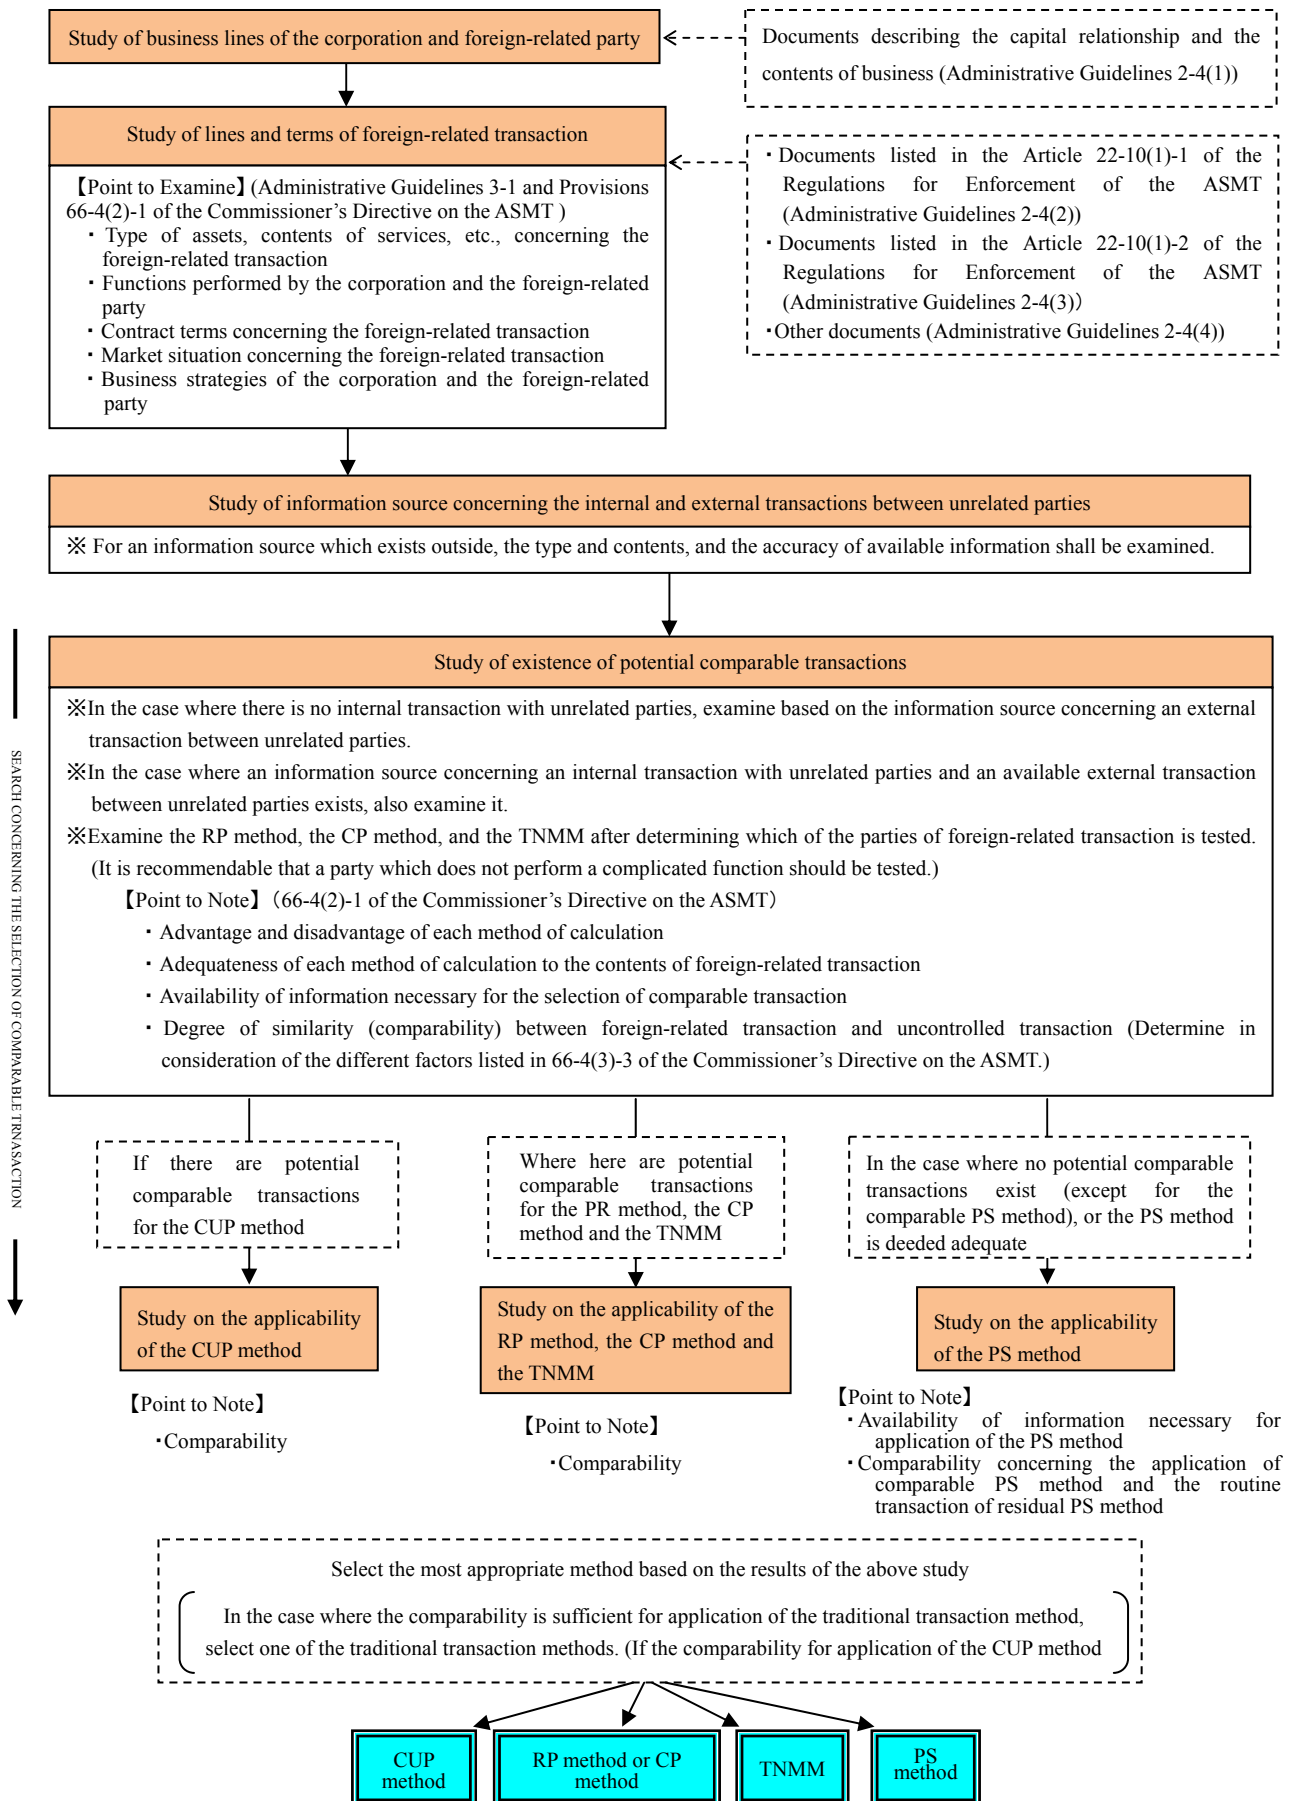 Study of business lines of the corporation and foreign-related party
Documents describing the capital relationship and the
contents of business (Administrative Guidelines 2-4(1))
Study of lines and terms of foreign-related transaction
【Point to Examine】(Administrative Guidelines 3-1 and Provisions
66-4(2)-1 of the Commissioner's Directive on the ASMT )
・Type of assets, contents of services, etc., concerning the
foreign-related transaction
・Functions performed by the corporation and the foreign-related
party
・Contract terms concerning the foreign-related transaction
・Market situation concerning the foreign-related transaction
・Business strategies of the corporation and the foreign-related
party
・Documents listed in the Article 22-10(1)-1 of the
Regulations for Enforcement of the ASMT
(Administrative Guidelines 2-4(2))
・Documents listed in the Article 22-10(1)-2 of the
Regulations for Enforcement of the ASMT
(Administrative Guidelines 2-4(3)）
・Other documents (Administrative Guidelines 2-4(4))
Study of information source concerning the internal and external transactions between unrelated parties
※ For an information source which exists outside, the type and contents, and the accuracy of available information shall be examined.
SEARCH CONCERNING THE SELECTION OF COMPARABLE TRNASACTION
Study of existence of potential comparable transactions
※In the case where there is no internal transaction with unrelated parties, examine based on the information source concerning an external
transaction between unrelated parties.
※In the case where an information source concerning an internal transaction with unrelated parties and an available external transaction
between unrelated parties exists, also examine it.
※Examine the RP method, the CP method, and the TNMM after determining which of the parties of foreign-related transaction is tested.
(It is recommendable that a party which does not perform a complicated function should be tested.)
【Point to Note】（66-4(2)-1 of the Commissioner's Directive on the ASMT）
・Advantage and disadvantage of each method of calculation
・Adequateness of each method of calculation to the contents of foreign-related transaction
・Availability of information necessary for the selection of comparable transaction
・Degree of similarity (comparability) between foreign-related transaction and uncontrolled transaction (Determine in
consideration of the different factors listed in 66-4(3)-3 of the Commissioner's Directive on the ASMT.)
If there are potential
comparable transactions
for the CUP method
Where here are potential
comparable transactions
for the PR method, the CP
method and the TNMM
In the case where no potential comparable
transactions exist (except for the
comparable PS method), or the PS method
is deeded adequate
Study on the applicability
of the CUP method
Study on the applicability of the
RP method, the CP method and
the TNMM
Study on the applicability
of the PS method
【Point to Note】
・Comparability
【Point to Note】
・Comparability
【Point to Note】
・Availability of information necessary for
application of the PS method
・Comparability concerning the application of
comparable PS method and the routine
transaction of residual PS method
Select the most appropriate method based on the results of the above study
In the case where the comparability is sufficient for application of the traditional transaction method,
select one of the traditional transaction methods. (If the comparability for application of the CUP method
CUP
method
RP method or CP
method
TNMM
PS
method